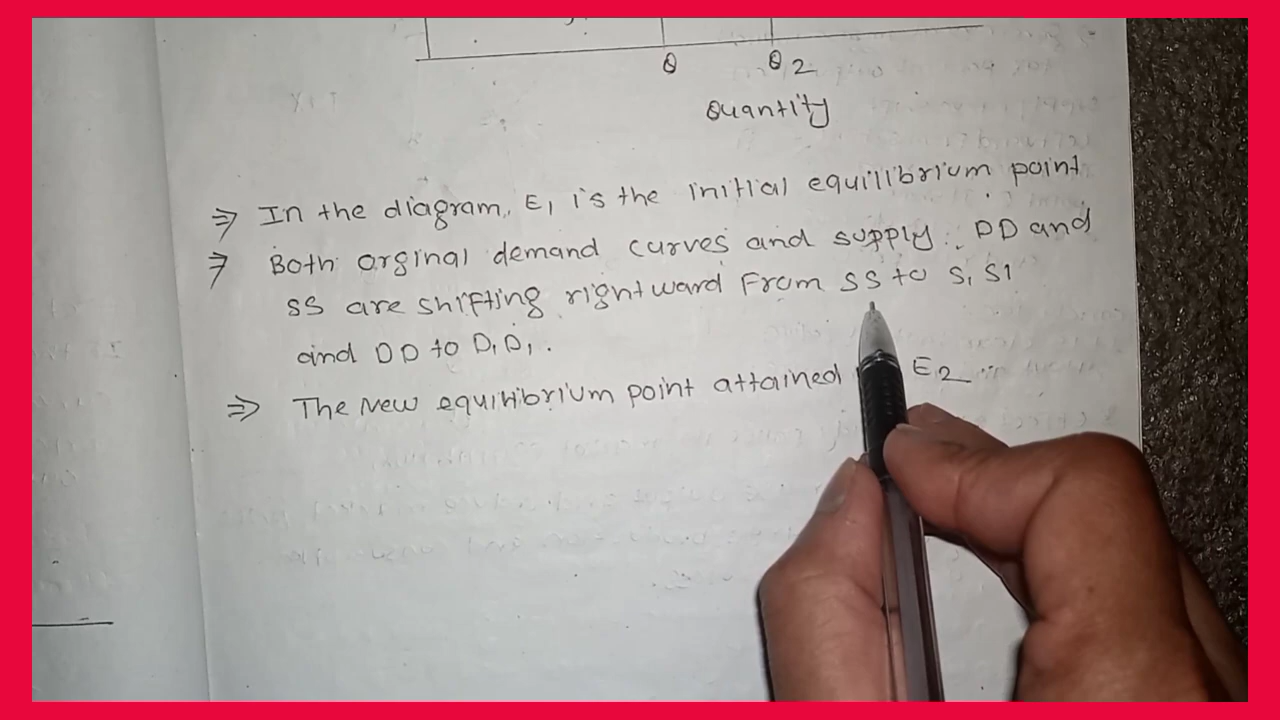 Q Q2
Quantity
⇒ In the diagram, E1 is the initial equillibrium point
⇒ Both orginal demand curves and supply. DD and
SS are shifting rightward From SS to S1 S1
and DD to D1D1.
⇒ The New equilibrium point attained E2